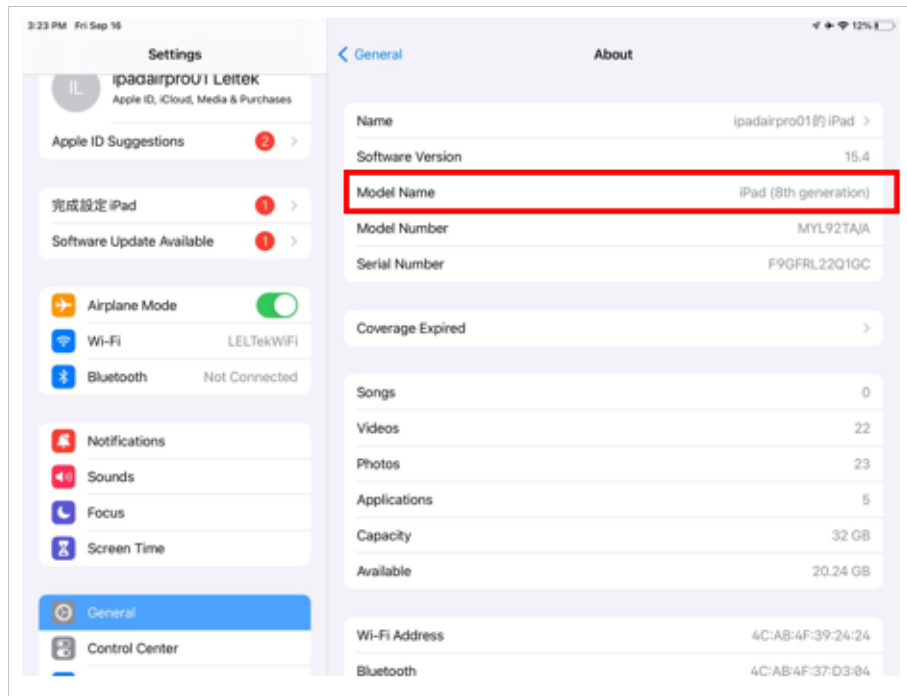 3:23 PM Fri Sep 16
12%
Settings
IL
ipadairpro01 Leltek
Apple ID, iCloud, Media & Purchases
Apple ID Suggestions 2
完成設定 iPad 1
Software Update Available 1
Airplane Mode
Wi-Fi LELTekWiFi
Bluetooth Not Connected
Notifications
Sounds
Focus
Screen Time
General
Control Center
General
About
Name ipadairpro01的 iPad
Software Version 15.4
Model Name iPad (8th generation)
Model Number MYL92TA/A
Serial Number F9GFRL22Q1GC
Coverage Expired
Songs 0
Videos 22
Photos 23
Applications 5
Capacity 32 GB
Available 20.24 GB
Wi-Fi Address 4C:AB:4F:39:24:24
Bluetooth 4C:AB:4F:37:D3:04